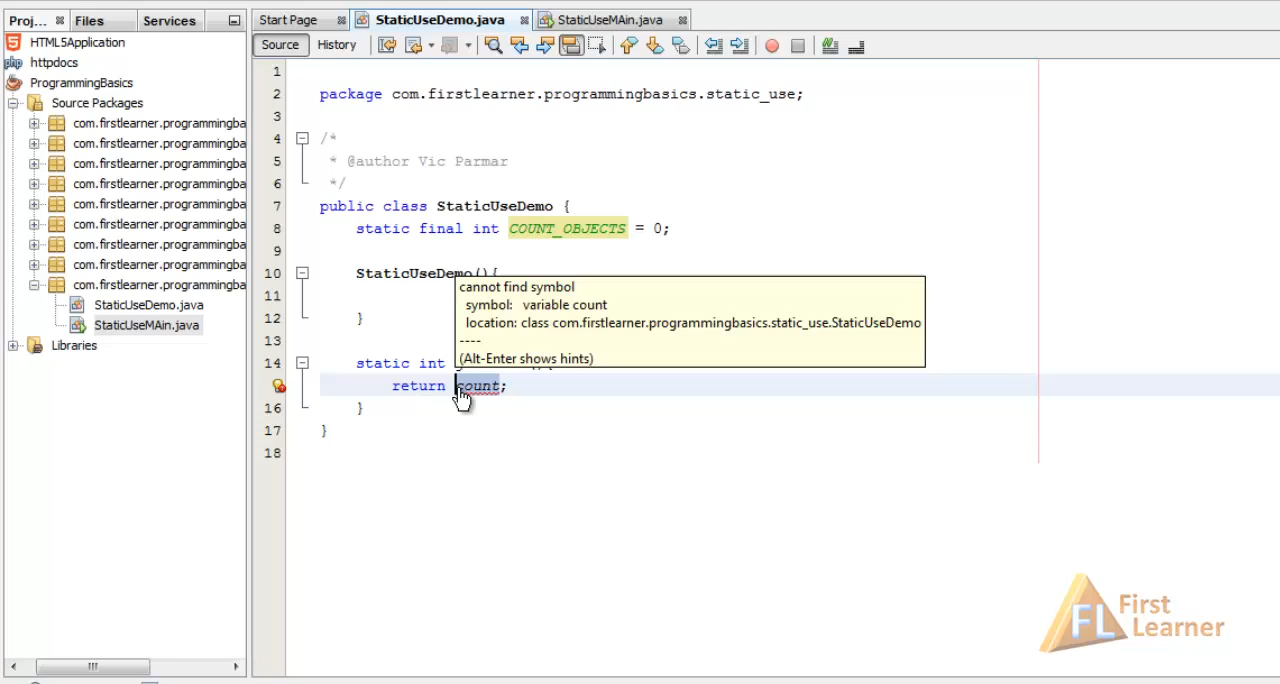 Proj... Files Services
HTML5Application
httpdocs
ProgrammingBasics
Source Packages
com.firstlearner.programmingba
com.firstlearner.programmingba
com.firstlearner.programmingba
com.firstlearner.programmingba
com.firstlearner.programmingba
com.firstlearner.programmingba
com.firstlearner.programmingba
com.firstlearner.programmingba
com.firstlearner.programmingba
StaticUseDemo.java
StaticUseMAin.java
Libraries
Start Page StaticUseDemo.java StaticUseMAin.java
Source History
1
2 package com.firstlearner.programmingbasics.static_use;
3
4 /*
5 * @author Vic Parmar
6 */
7 public class StaticUseDemo {
8 static final int COUNT_OBJECTS = 0;
9
10 StaticUseDemo(){
11
12 }
13
14 static int
return count;
16 }
17 }
18
cannot find symbol
symbol: variable count
location: class com.firstlearner.programmingbasics.static_use.StaticUseDemo
----
(Alt-Enter shows hints)
FL First
Learner